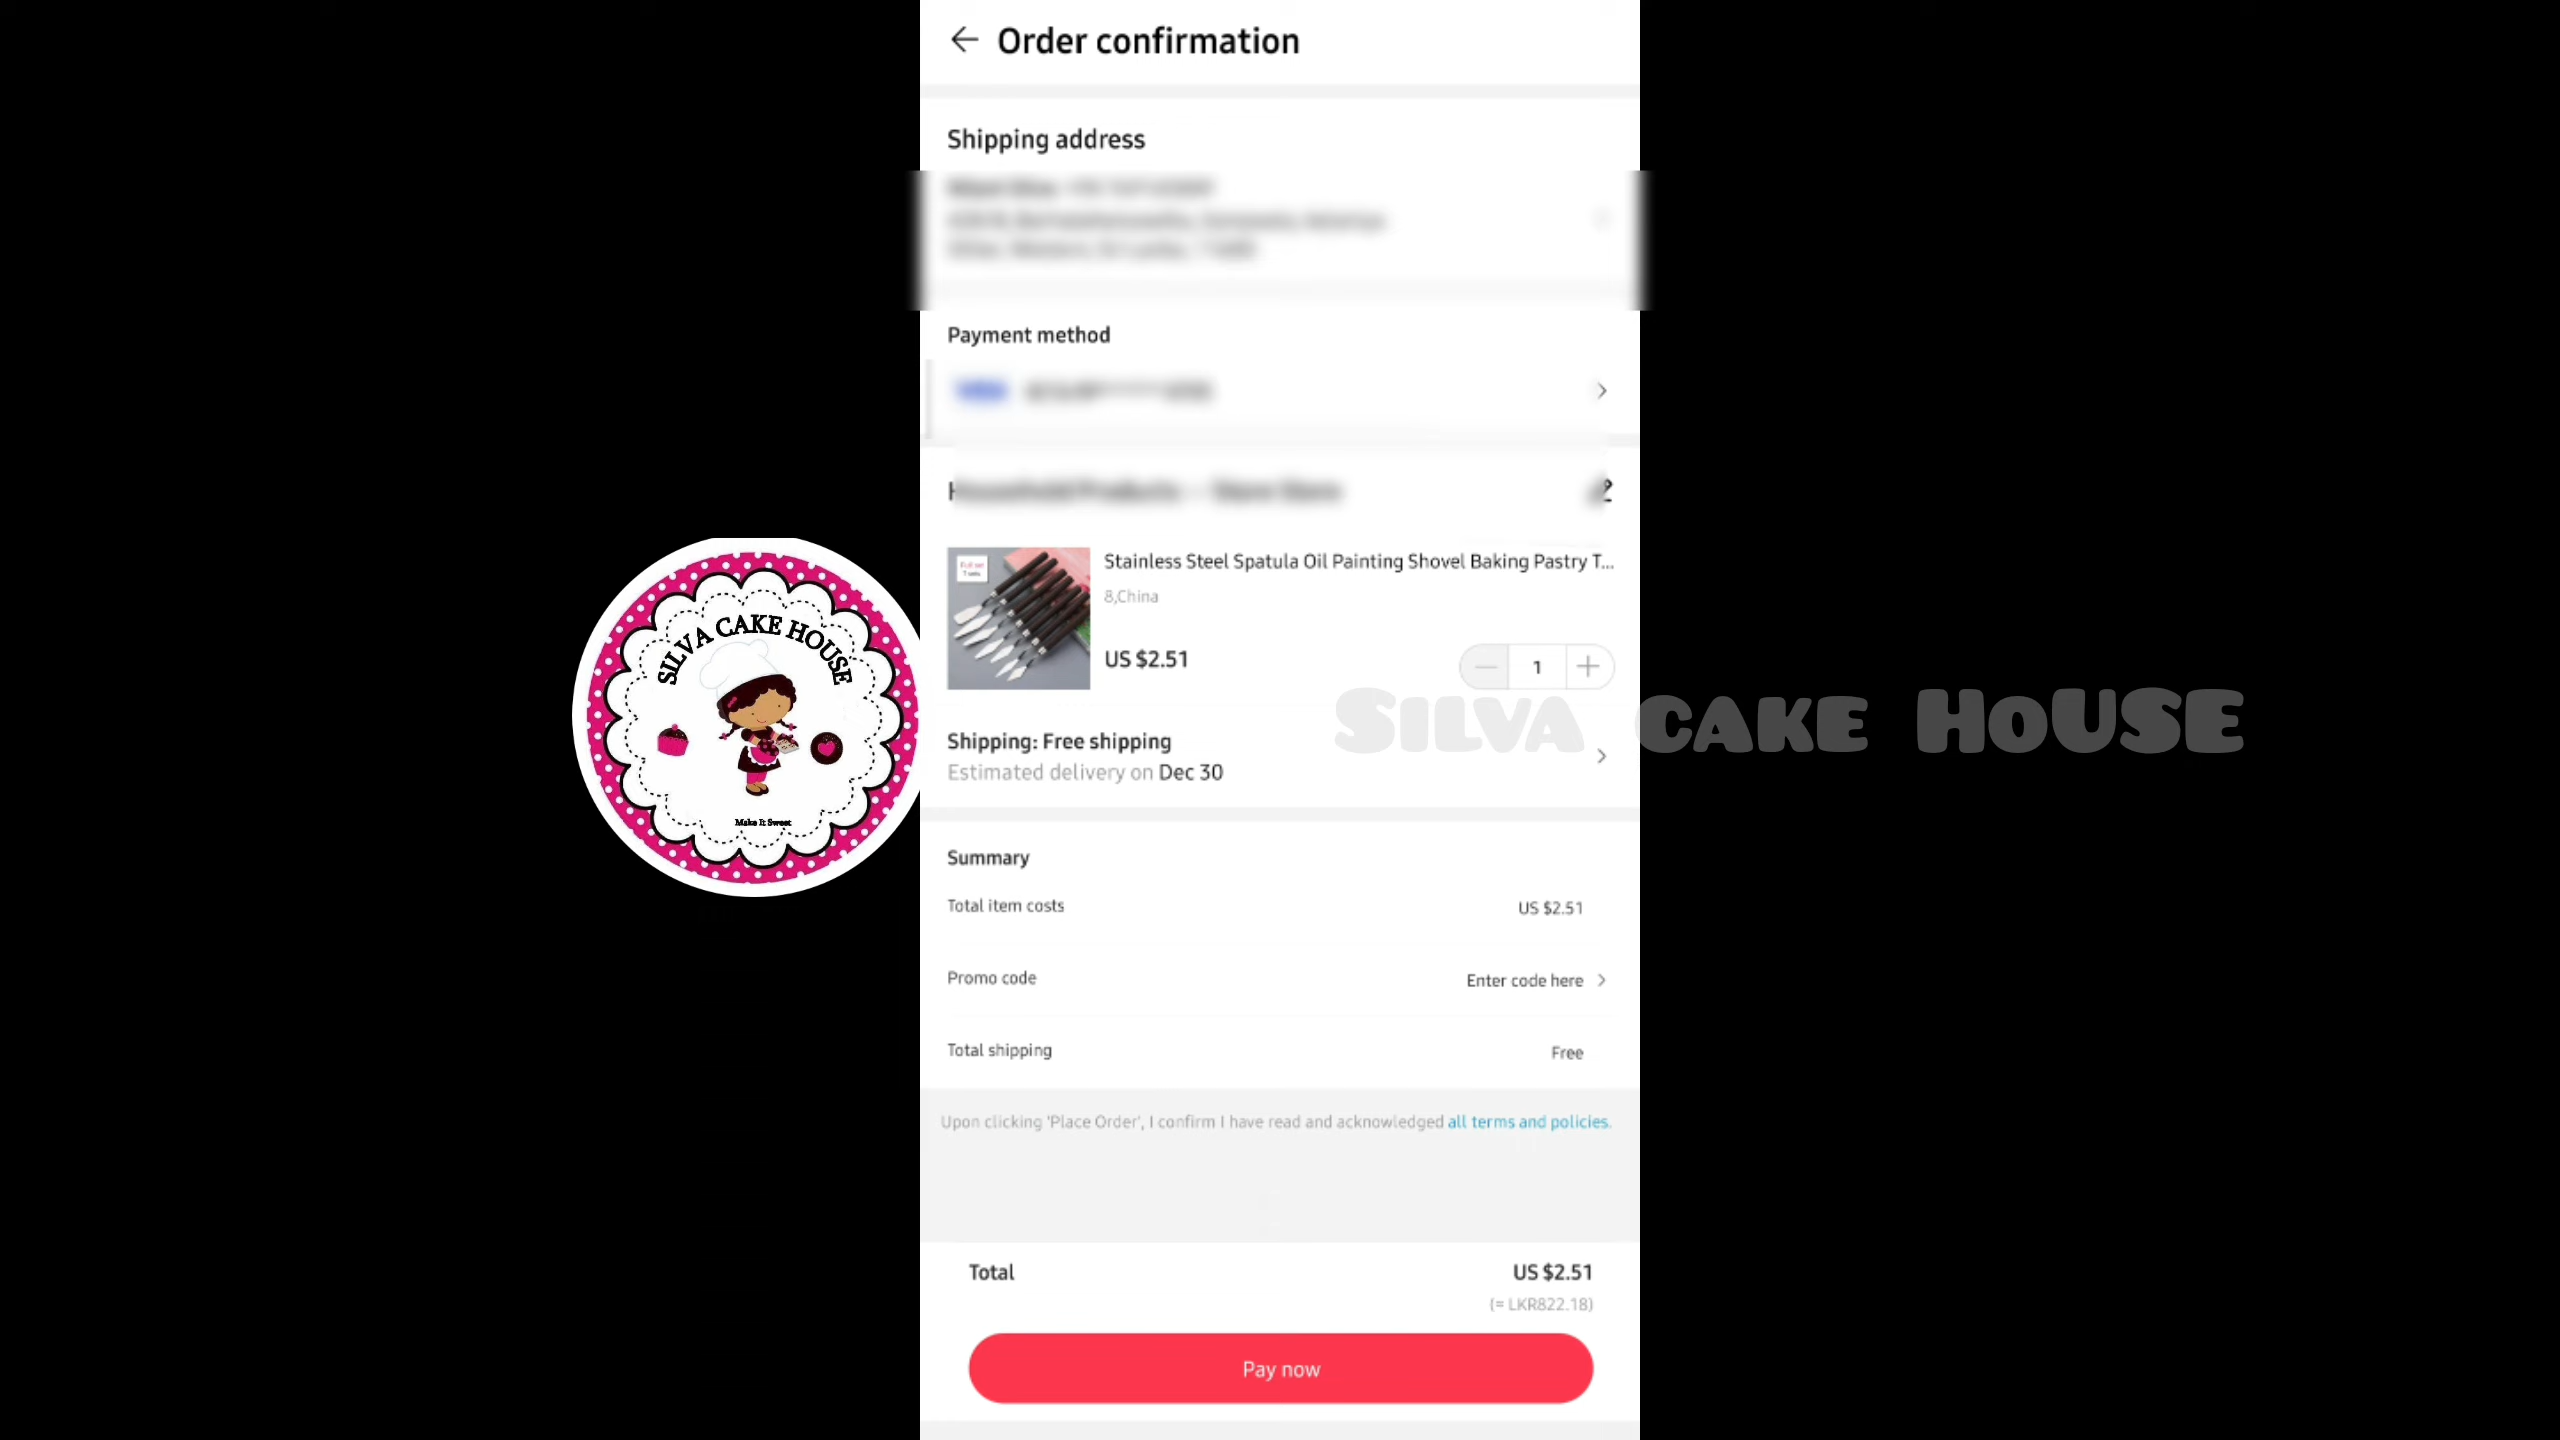 Order confirmation
Shipping address
Payment method
Full set
Stainless Steel Spatula Oil Painting Shovel Baking Pastry T...
8,China
US $2.51
1
SILVA CAKE HOUSE
Make It Sweet
SILVA CAKE HOUSE
Shipping: Free shipping
Estimated delivery on Dec 30
Summary
Total item costs
US $2.51
Promo code
Enter code here
Total shipping
Free
Upon clicking 'Place Order', I confirm I have read and acknowledged all terms and policies.
Total
US $2.51
(= LKR822.18)
Pay now